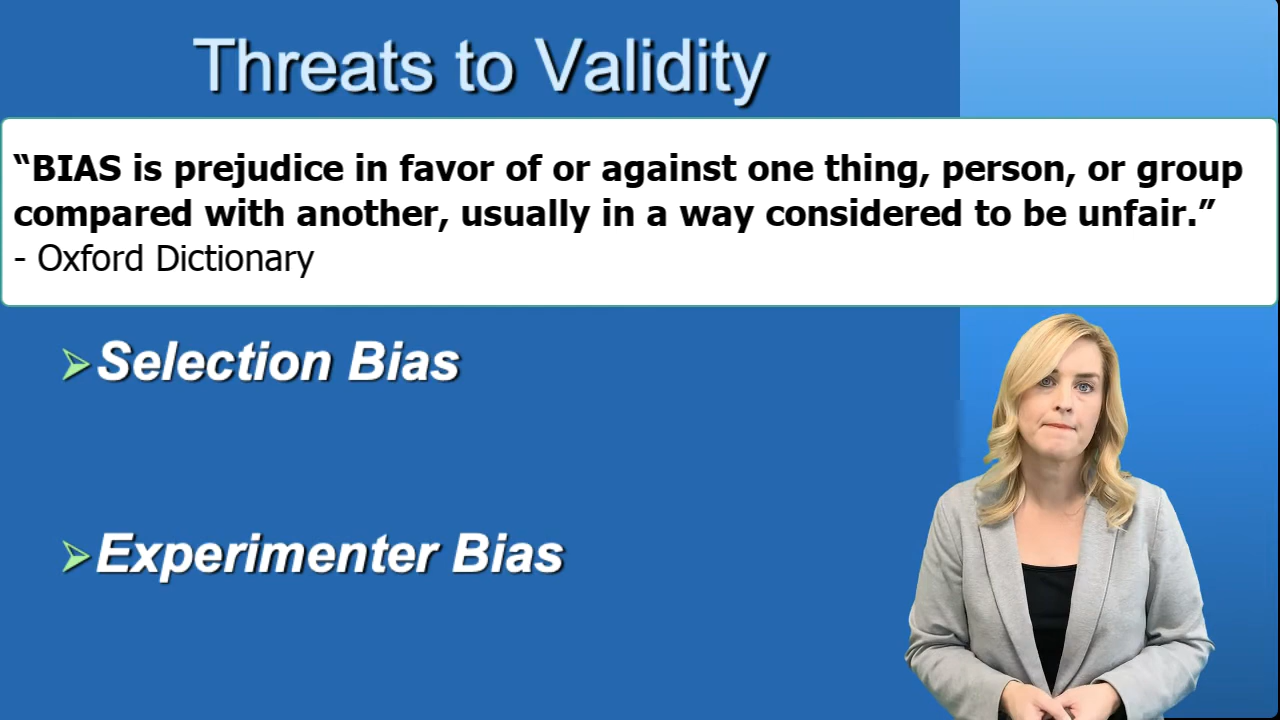 Threats to Validity
“BIAS is prejudice in favor of or against one thing, person, or group
compared with another, usually in a way considered to be unfair.”
- Oxford Dictionary
Selection Bias
Experimenter Bias